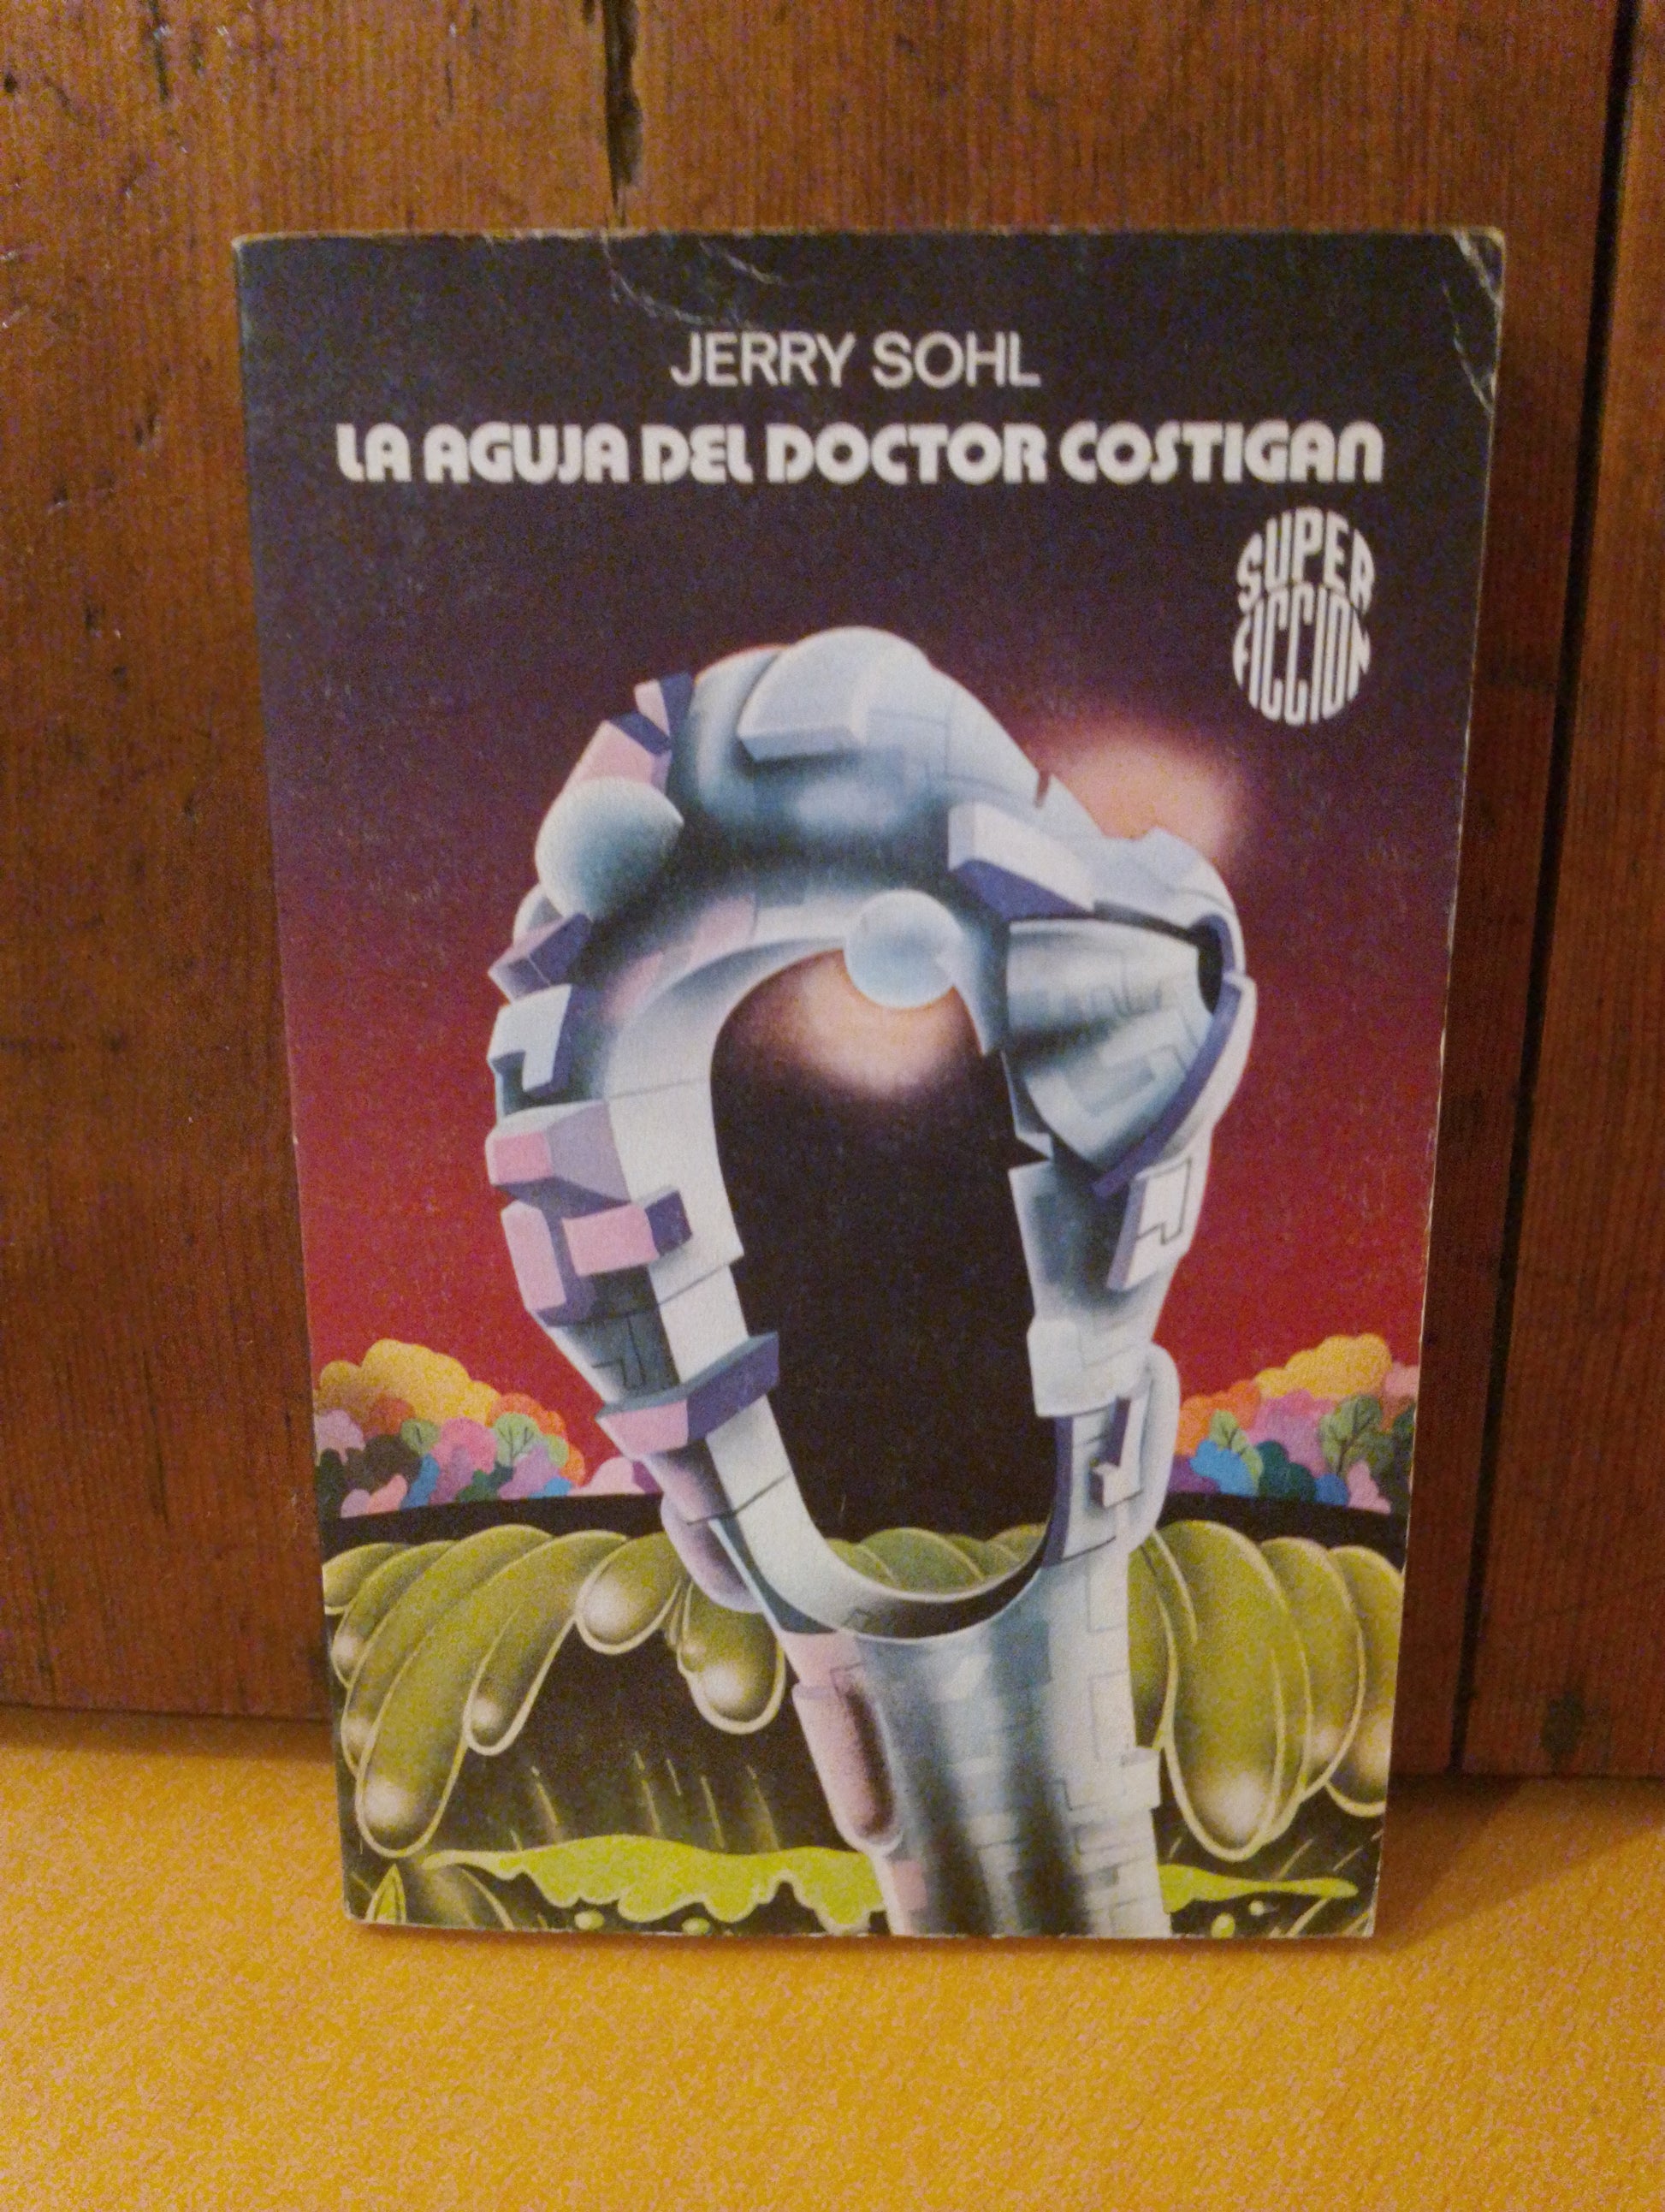 JERRY SOHL
LA AGUJA DEL DOCTOR COSTIGAN
SUPER
FICCION